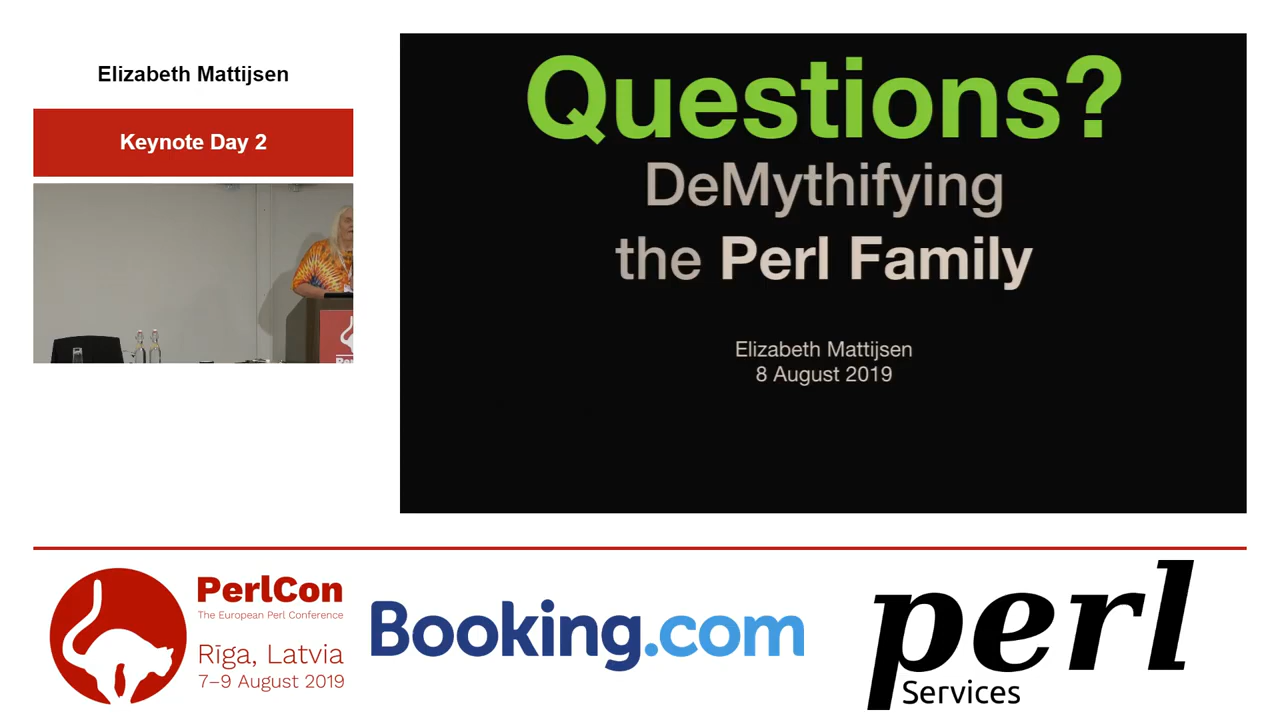 Elizabeth Mattijsen
Keynote Day 2
Questions?
DeMythifying
the Perl Family
Elizabeth Mattijsen
8 August 2019
PerlCon
The European Perl Conference
Rīga, Latvia
7–9 August 2019
Booking.com
perl
Services